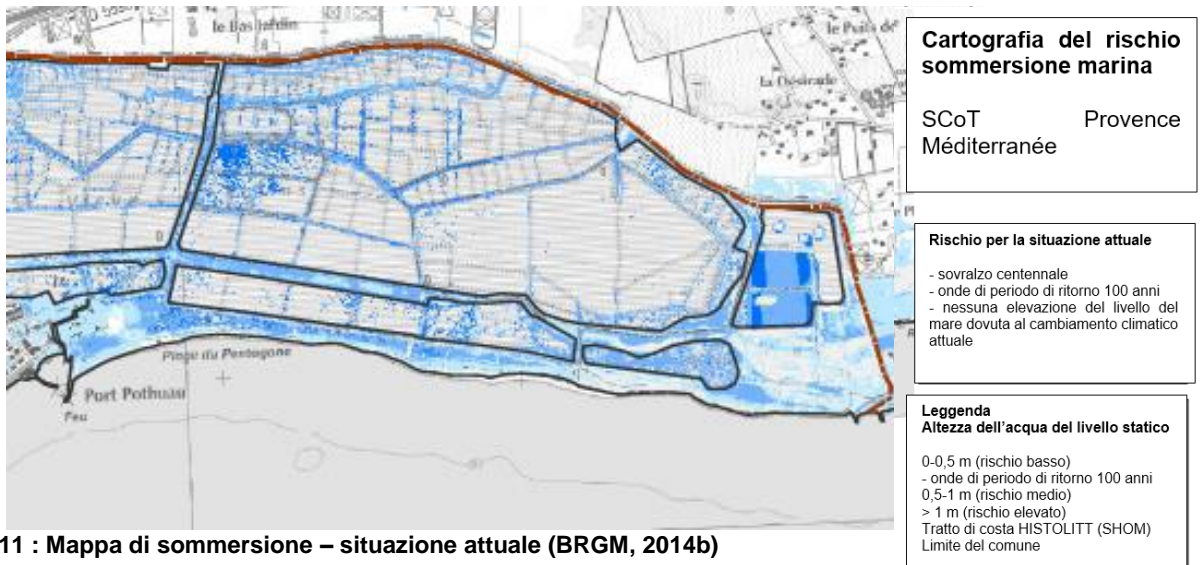 le Bas Jardin
le Puits de
la Désirade
Plage du Pentagone
Port Pothuau
Feu
Cartografia del rischio
sommersione marina
SCoT Provence
Méditerranée
Rischio per la situazione attuale
- sovralzo centennale
- onde di periodo di ritorno 100 anni
- nessuna elevazione del livello del
mare dovuta al cambiamento climatico
attuale
Leggenda
Altezza dell'acqua del livello statico
0-0,5 m (rischio basso)
- onde di periodo di ritorno 100 anni
0,5-1 m (rischio medio)
> 1 m (rischio elevato)
Tratto di costa HISTOLITT (SHOM)
Limite del comune
11 : Mappa di sommersione – situazione attuale (BRGM, 2014b)